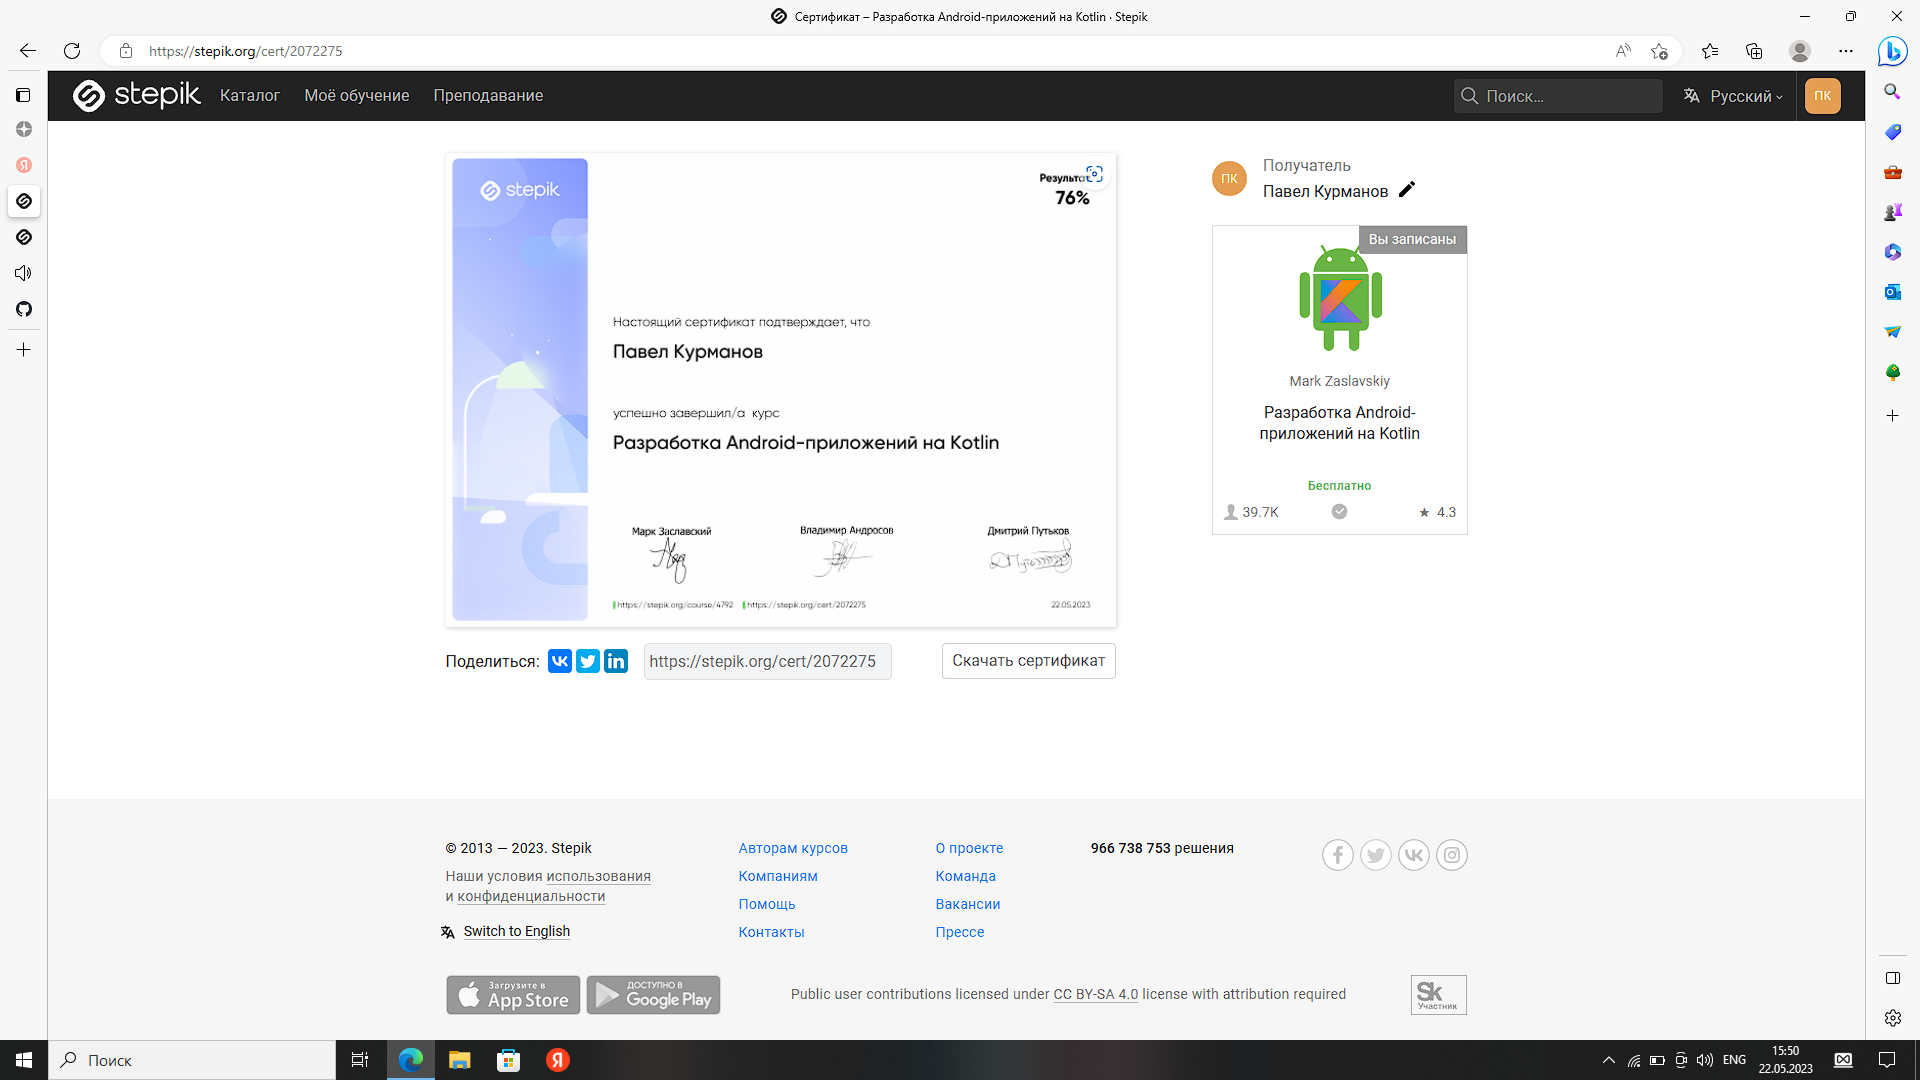 Сертификат – Разработка Android-приложений на Kotlin · Stepik
https://stepik.org/cert/2072275
stepik
Каталог
Моё обучение
Преподавание
Поиск...
Русский
ПК
stepik
Результат
76%
Настоящий сертификат подтверждает, что
Павел Курманов
успешно завершил/а курс
Разработка Android-приложений на Kotlin
Марк Заславский
Владимир Андросов
Дмитрий Путьков
https://stepik.org/course/4792
https://stepik.org/cert/2072275
22.05.2023
ПК
Получатель
Павел Курманов
Вы записаны
Mark Zaslavskiy
Разработка Android-
приложений на Kotlin
Бесплатно
39.7K
4.3
Поделиться:
https://stepik.org/cert/2072275
Скачать сертификат
© 2013 — 2023. Stepik
Наши условия использования
и конфиденциальности
Switch to English
Авторам курсов
Компаниям
Помощь
Контакты
О проекте
Команда
Вакансии
Прессе
966 738 753 решения
Загрузите в
App Store
ДОСТУПНО В
Google Play
Public user contributions licensed under CC BY-SA 4.0 license with attribution required
Sk
Участник
Поиск
ENG
15:50
22.05.2023